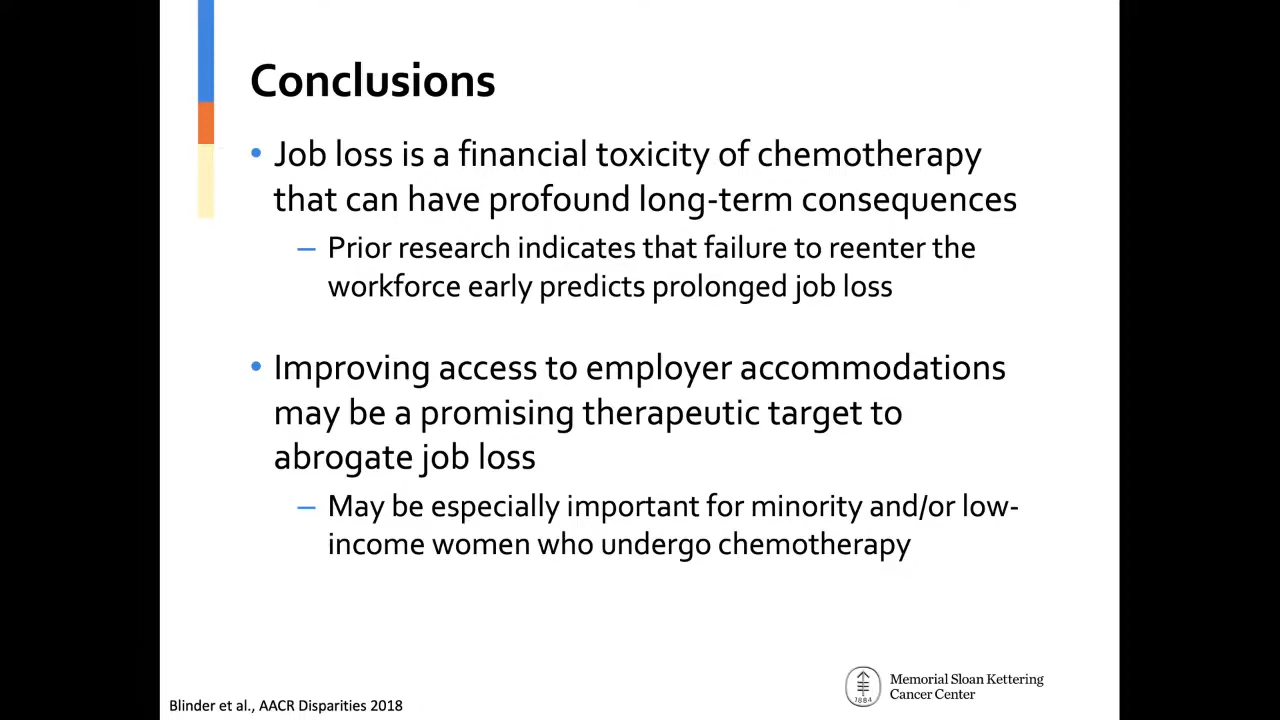 Conclusions
• Job loss is a financial toxicity of chemotherapy
that can have profound long-term consequences
– Prior research indicates that failure to reenter the
workforce early predicts prolonged job loss
• Improving access to employer accommodations
may be a promising therapeutic target to
abrogate job loss
– May be especially important for minority and/or low-
income women who undergo chemotherapy
Memorial Sloan Kettering
Cancer Center
1884
Blinder et al., AACR Disparities 2018